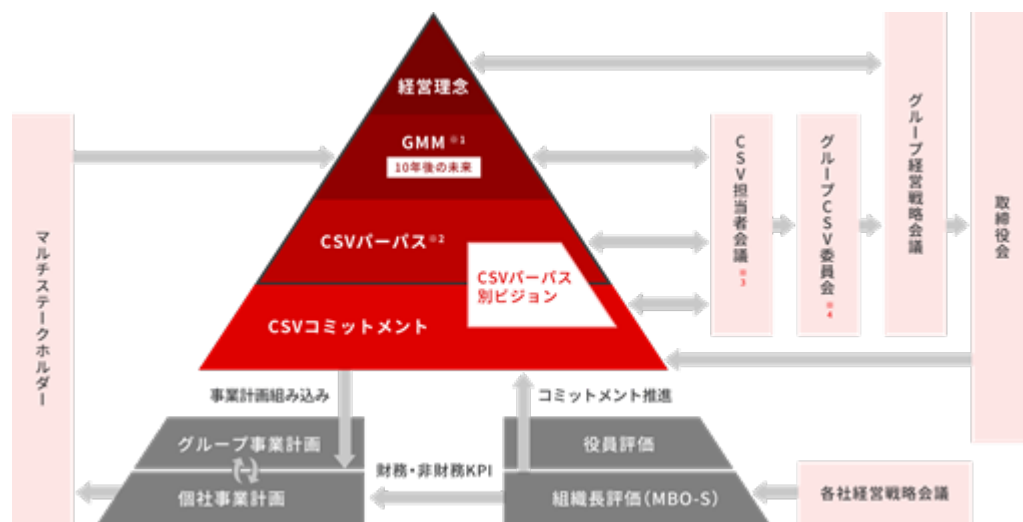 経営理念
GMM ※1
10年後の未来
CSVパーパス※2
CSVパーパス
別ビジョン
CSVコミットメント
マルチステークホルダー
CSV担当者会議 ※3
グループCSV委員会 ※4
グループ経営戦略会議
取締役会
事業計画組み込み
コミットメント推進
グループ事業計画
役員評価
財務・非財務KPI
個社事業計画
組織長評価(MBO-S)
各社経営戦略会議